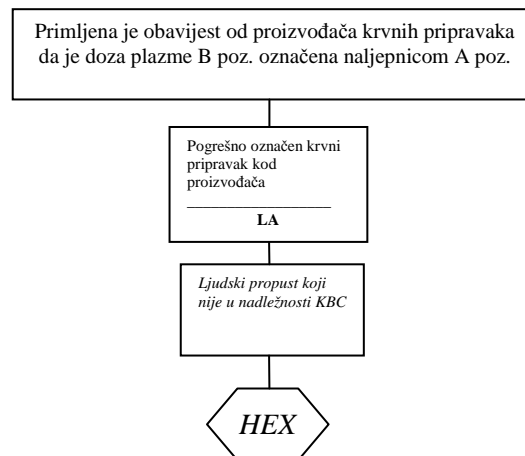 Primljena je obavijest od proizvođača krvnih pripravaka
da je doza plazme B poz. označena naljepnicom A poz.
Pogrešno označen krvni
pripravak kod
proizvođača
__________________
LA
Ljudski propust koji
nije u nadležnosti KBC
HEX